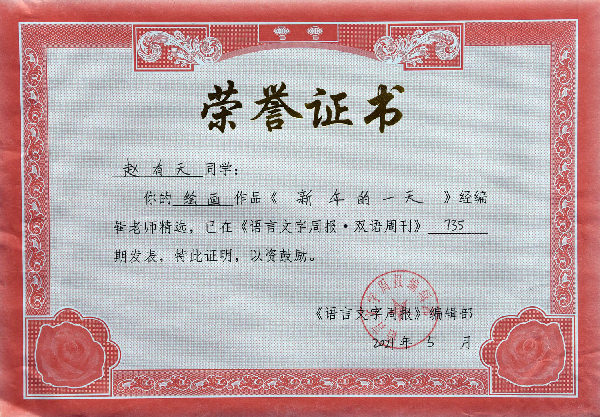 荣誉证书
赵有天同学：
你的绘画作品《新年的一天》经编
辑老师精选，已在《语言文字周报·双语周刊》735
期发表，特此证明，以资鼓励。
《语言文字周报》编辑部
2021年5月